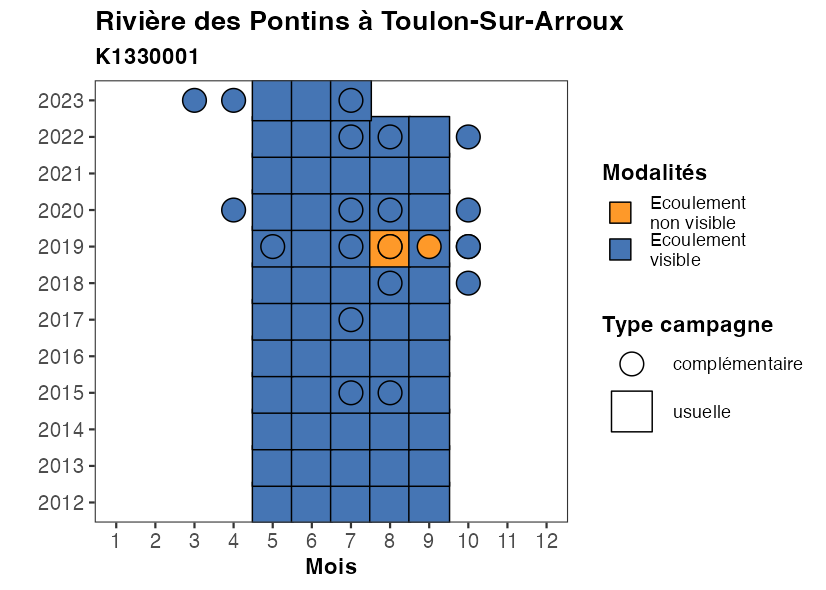 Rivière des Pontins à Toulon-Sur-Arroux
K1330001
2023
2022
2021
2020
2019
2018
2017
2016
2015
2014
2013
2012
1 2 3 4 5 6 7 8 9 10 11 12
Mois
Modalités
Ecoulement
non visible
Ecoulement
visible
Type campagne
complémentaire
usuelle